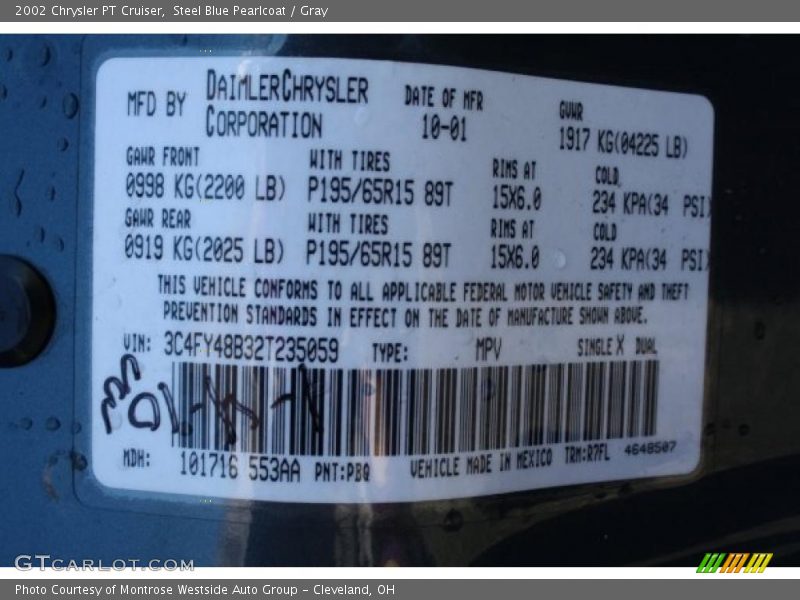 2002 Chrysler PT Cruiser, Steel Blue Pearlcoat / Gray
MFD BY DAIMLERCHRYSLER CORPORATION
DATE OF MFR 10-01
GVWR 1917 KG(04225 LB)
GAWR FRONT WITH TIRES RIMS AT COLD
0998 KG(2200 LB) P195/65R15 89T 15X6.0 234 KPA(34 PSI)
GAWR REAR WITH TIRES RIMS AT COLD
0919 KG(2025 LB) P195/65R15 89T 15X6.0 234 KPA(34 PSI)
THIS VEHICLE CONFORMS TO ALL APPLICABLE FEDERAL MOTOR VEHICLE SAFETY AND THEFT
PREVENTION STANDARDS IN EFFECT ON THE DATE OF MANUFACTURE SHOWN ABOVE.
VIN: 3C4FY48B32T235059 TYPE: MPV SINGLE X DUAL
MDH: 101716 553AA PNT:PBQ VEHICLE MADE IN MEXICO TRM:R7FL 4648507
GTCARLOT.COM
Photo Courtesy of Montrose Westside Auto Group - Cleveland, OH